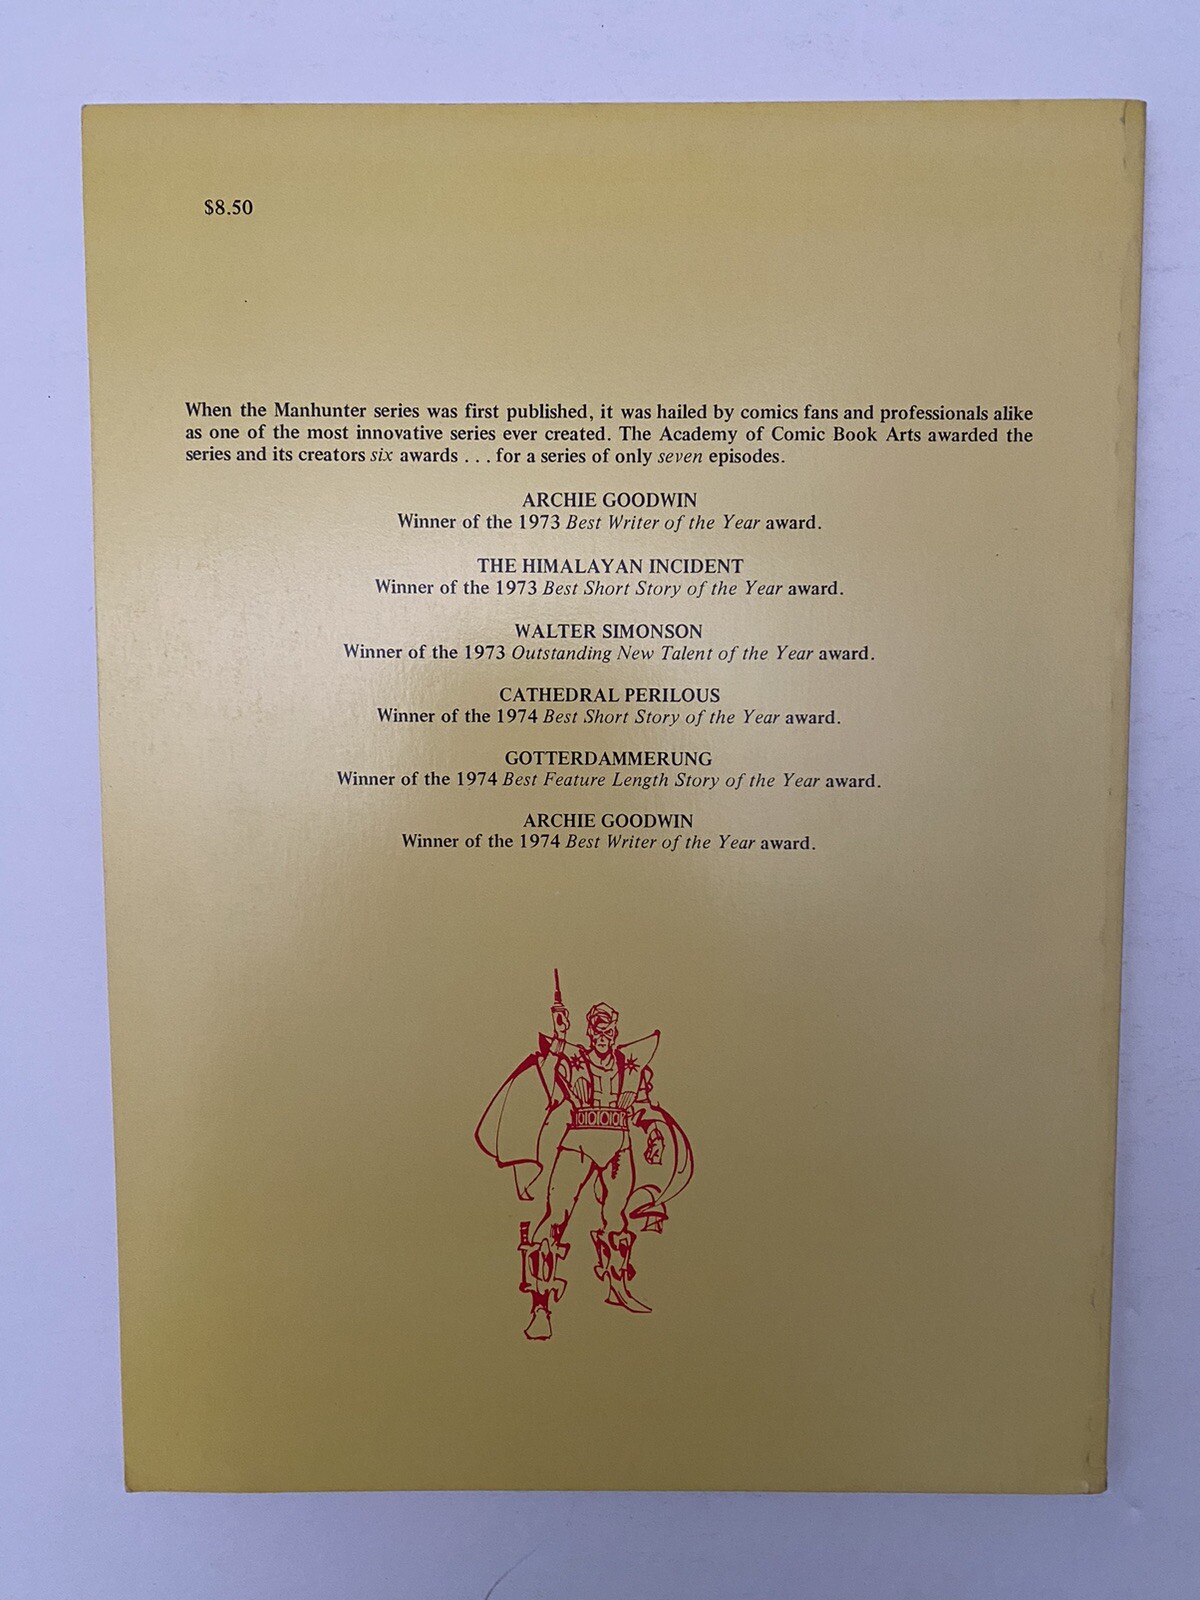 $8.50
When the Manhunter series was first published, it was hailed by comics fans and professionals alike
as one of the most innovative series ever created. The Academy of Comic Book Arts awarded the
series and its creators six awards . . . for a series of only seven episodes.
ARCHIE GOODWIN
Winner of the 1973 Best Writer of the Year award.
THE HIMALAYAN INCIDENT
Winner of the 1973 Best Short Story of the Year award.
WALTER SIMONSON
Winner of the 1973 Outstanding New Talent of the Year award.
CATHEDRAL PERILOUS
Winner of the 1974 Best Short Story of the Year award.
GOTTERDAMMERUNG
Winner of the 1974 Best Feature Length Story of the Year award.
ARCHIE GOODWIN
Winner of the 1974 Best Writer of the Year award.